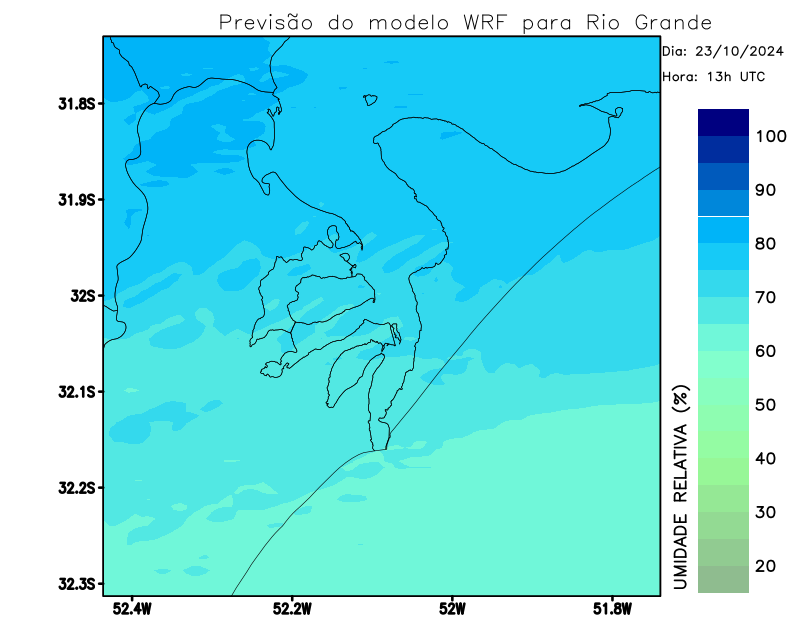 Previsão do modelo WRF para Rio Grande
Dia: 23/10/2024
Hora: 13h UTC
31.8S
31.9S
32S
32.1S
32.2S
32.3S
52.4W
52.2W
52W
51.8W
100
90
80
70
60
50
40
30
20
UMIDADE RELATIVA (%)